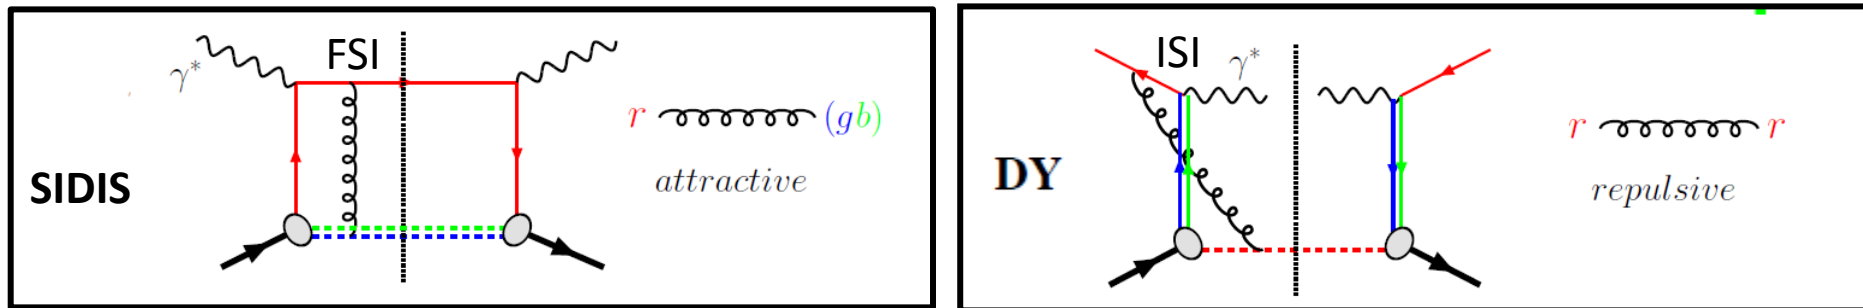 FSI
γ*
r (gb)
SIDIS
attractive
ISI
γ*
r r
DY
repulsive